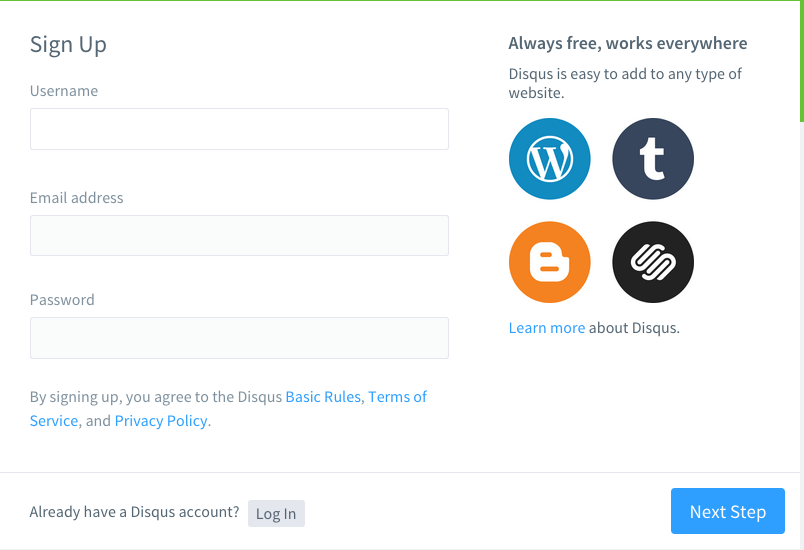 Sign Up
Username
Email address
Password
By signing up, you agree to the Disqus Basic Rules, Terms of
Service, and Privacy Policy.
Always free, works everywhere
Disqus is easy to add to any type of
website.
Learn more about Disqus.
Already have a Disqus account? Log In
Next Step